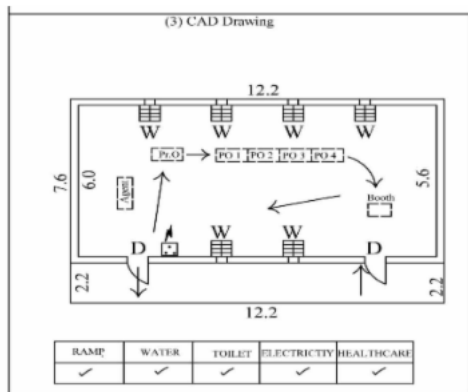 (3) CAD Drawing
12.2
W W W W
Pr.O PO 1 PO 2 PO 3 PO 4
7.6 6.0 Agent Booth 5.6
D W W D
2.2 2.2
12.2
RAMP WATER TOILET ELECTRICTIY HEALTHCARE
✓ ✓ ✓ ✓ ✓